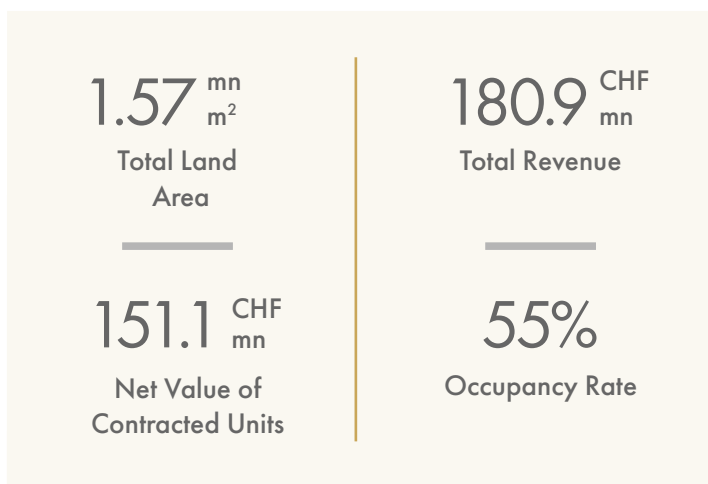 1.57 mn m²
Total Land
Area
151.1 CHF mn
Net Value of
Contracted Units
180.9 CHF mn
Total Revenue
55%
Occupancy Rate